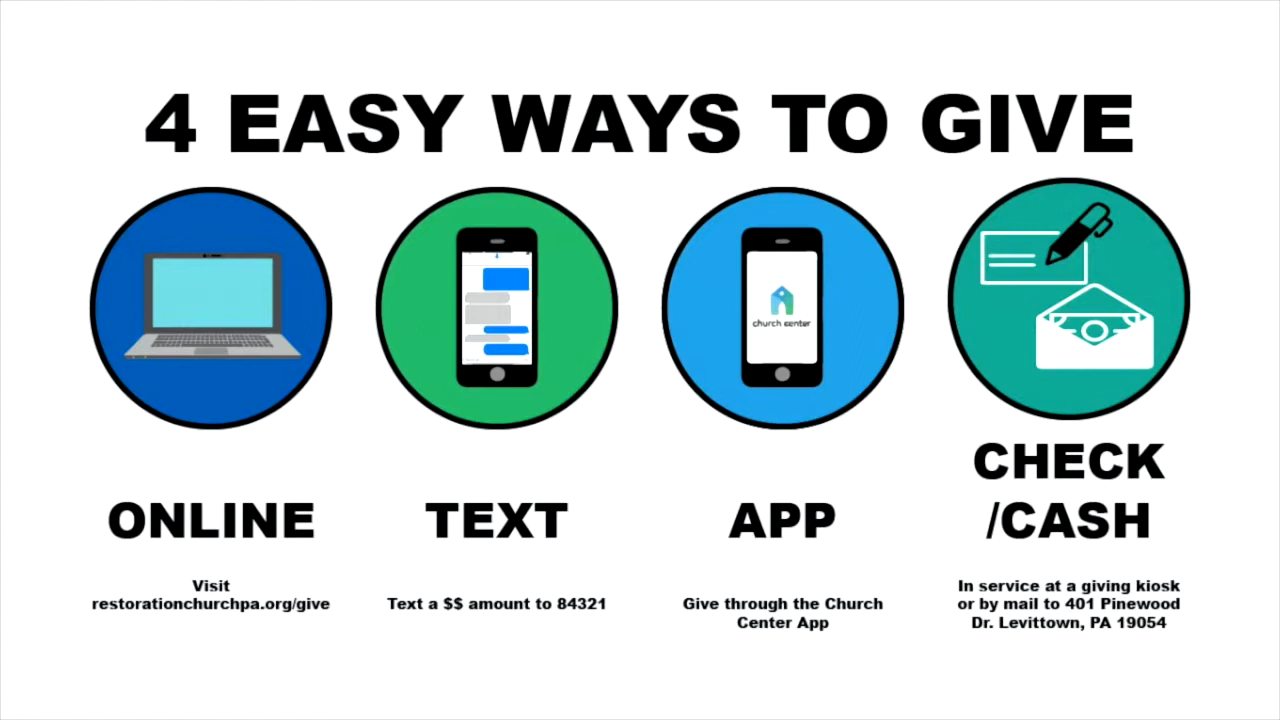 4 EASY WAYS TO GIVE
church center
ONLINE
Visit
restorationchurchpa.org/give
TEXT
Text a $$ amount to 84321
APP
Give through the Church
Center App
CHECK
/CASH
In service at a giving kiosk
or by mail to 401 Pinewood
Dr. Levittown, PA 19054